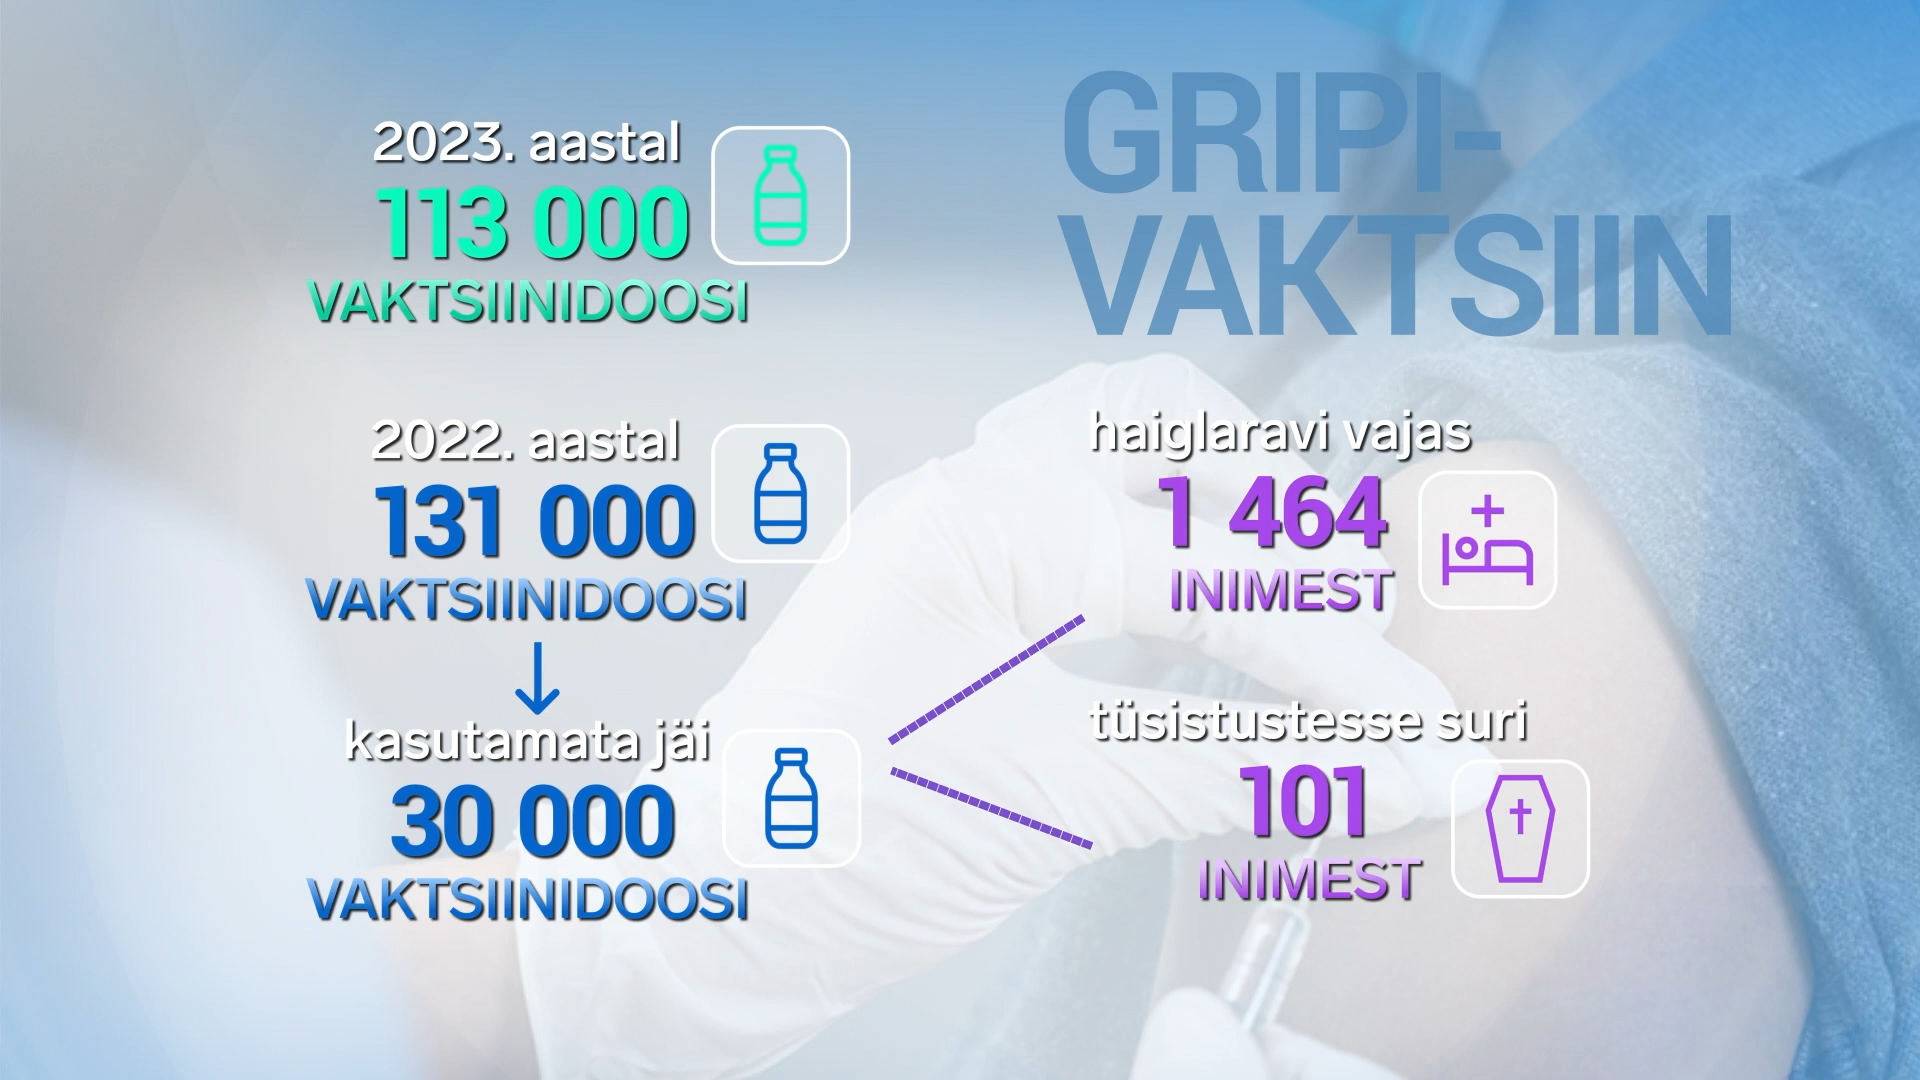 GRIPI-
VAKTSIIN
2023. aastal
113 000
VAKTSIINIDOOSI
2022. aastal
131 000
VAKTSIINIDOOSI
kasutamata jäi
30 000
VAKTSIINIDOOSI
haiglaravi vajas
1 464
INIMEST
tüsistustesse suri
101
INIMEST